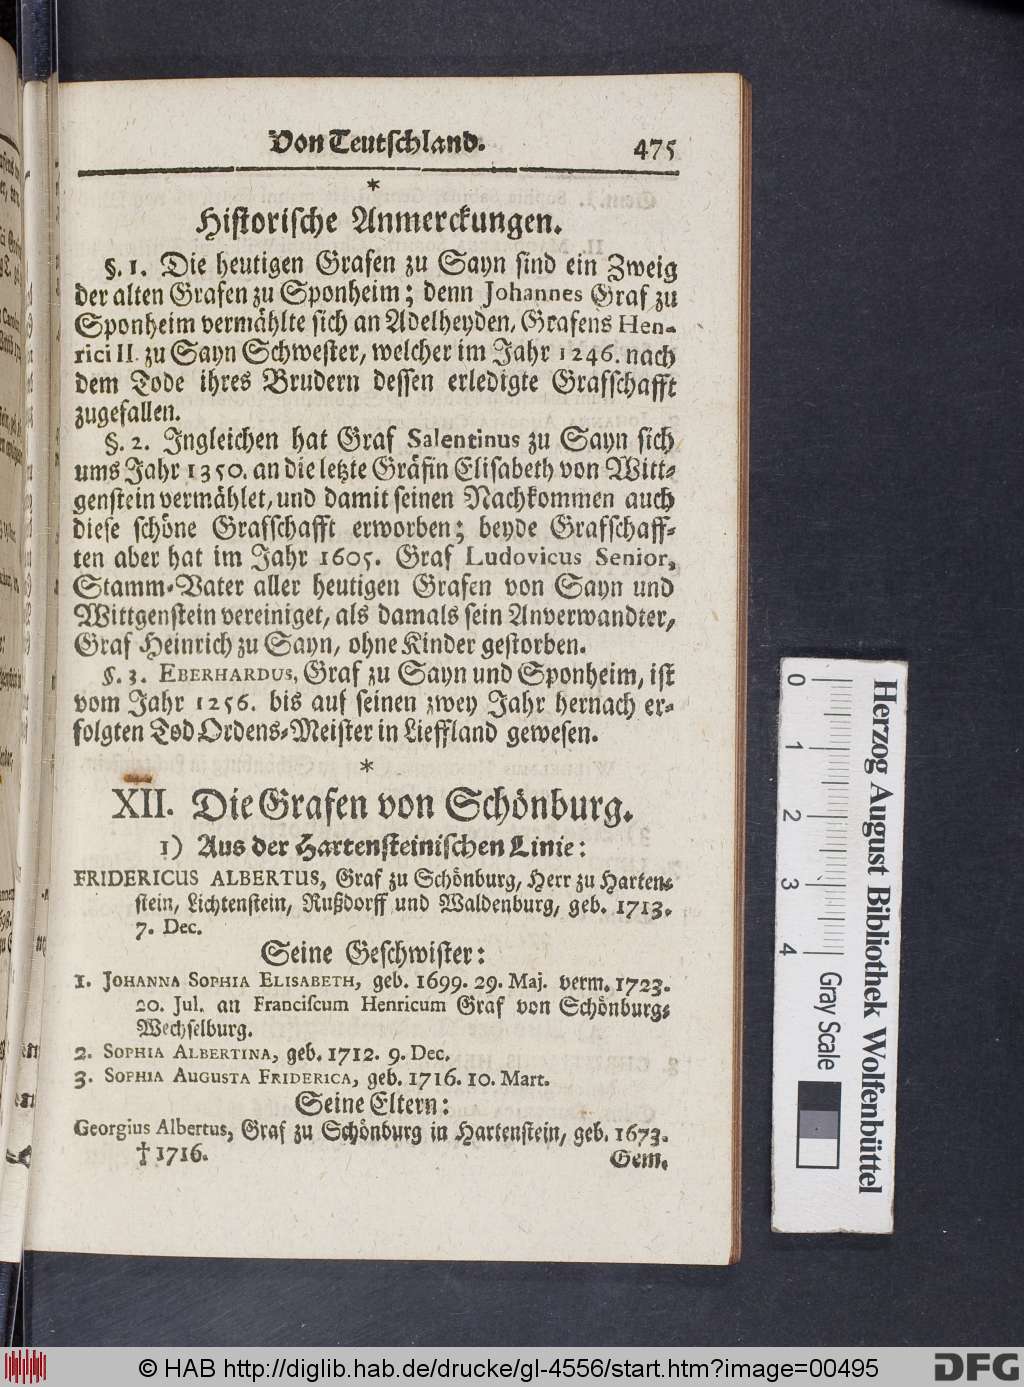 Von Teutschland. 475
*
Historische Anmerckungen.
§. 1. Die heutigen Grafen zu Sayn sind ein Zweig
der alten Grafen zu Sponheim; denn Johannes Graf zu
Sponheim vermählte sich an Adelheyden, Grafens Hen-
rici II. zu Sayn Schwester, welcher im Jahr 1246. nach
dem Tode ihres Brudern dessen erledigte Grafschafft
zugefallen.
§. 2. Ingleichen hat Graf Salentinus zu Sayn sich
ums Jahr 1350. an die letzte Gräfin Elisabeth von Witt-
genstein vermählet, und damit seinen Nachkommen auch
diese schöne Grafschafft erworben; beyde Grafschaff-
ten aber hat im Jahr 1605. Graf Ludovicus Senior,
Stamm-Vater aller heutigen Grafen von Sayn und
Wittgenstein vereiniget, als damals sein Anverwandter,
Graf Heinrich zu Sayn, ohne Kinder gestorben.
§. 3. EBERHARDUS, Graf zu Sayn und Sponheim, ist
vom Jahr 1256. bis auf seinen zwey Jahr hernach er-
folgten Tod Ordens-Meister in Lieffland gewesen.
*
XII. Die Grafen von Schönburg.
1) Aus der Hartensteinischen Linie:
FRIDERICUS ALBERTUS, Graf zu Schönburg, Herr zu Harten-
stein, Lichtenstein, Rußdorff und Waldenburg, geb. 1713.
7. Dec.
Seine Geschwister:
1. JOHANNA SOPHIA ELISABETH, geb. 1699. 29. Maj. verm. 1723.
20. Jul. an Franciscum Henricum Graf von Schönburg-
Wechselburg.
2. SOPHIA ALBERTINA, geb. 1712. 9. Dec.
3. SOPHIA AUGUSTA FRIDERICA, geb. 1716. 10. Mart.
Seine Eltern:
Georgius Albertus, Graf zu Schönburg in Hartenstein, geb. 1673.
† 1716. Gem.
0 1 2 3 4
Gray Scale
Herzog August Bibliothek Wolfenbüttel
© HAB http://diglib.hab.de/drucke/gl-4556/start.htm?image=00495
DFG